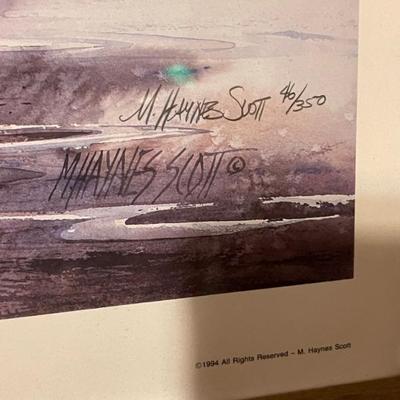 M. Haynes Scott 46/350
M HAYNES SCOTT ©
©1994 All Rights Reserved – M. Haynes Scott